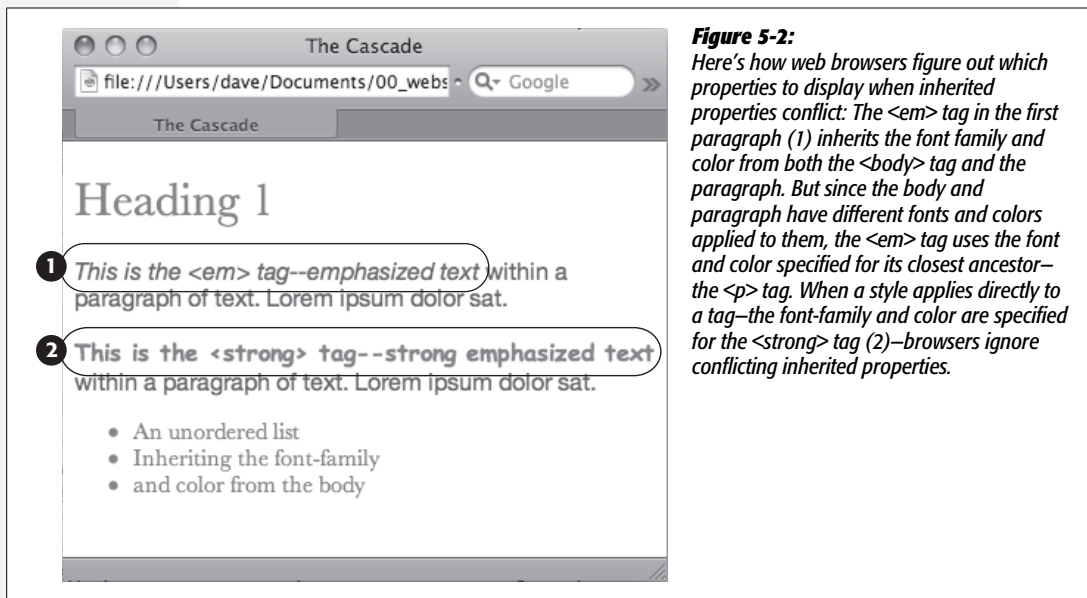 The Cascade
file:///Users/dave/Documents/00_webs
Google
The Cascade
Heading 1
1
This is the <em> tag--emphasized text within a
paragraph of text. Lorem ipsum dolor sat.
2
This is the <strong> tag--strong emphasized text
within a paragraph of text. Lorem ipsum dolor sat.
• An unordered list
• Inheriting the font-family
• and color from the body
Figure 5-2:
Here's how web browsers figure out which
properties to display when inherited
properties conflict: The <em> tag in the first
paragraph (1) inherits the font family and
color from both the <body> tag and the
paragraph. But since the body and
paragraph have different fonts and colors
applied to them, the <em> tag uses the font
and color specified for its closest ancestor—
the <p> tag. When a style applies directly to
a tag—the font-family and color are specified
for the <strong> tag (2)—browsers ignore
conflicting inherited properties.